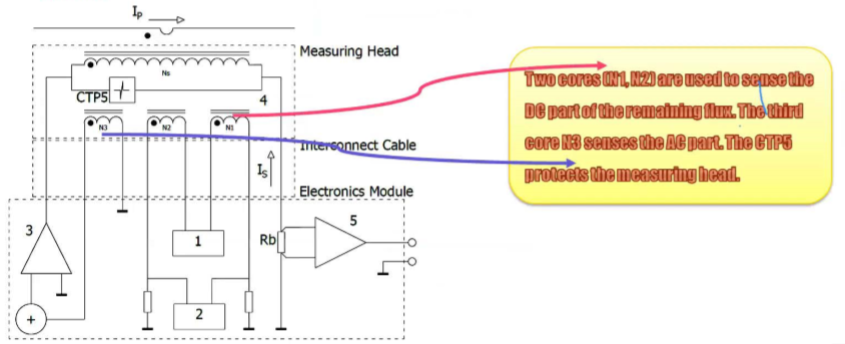 Ip
Measuring Head
Ns
CTP5
4
N3
N2
N1
Interconnect Cable
Is
Electronics Module
3
1
Rb
5
2
+
Two cores (N1, N2) are used to sense the
DC part of the remaining flux. The third
core N3 senses the AC part. The CTP5
protects the measuring head.